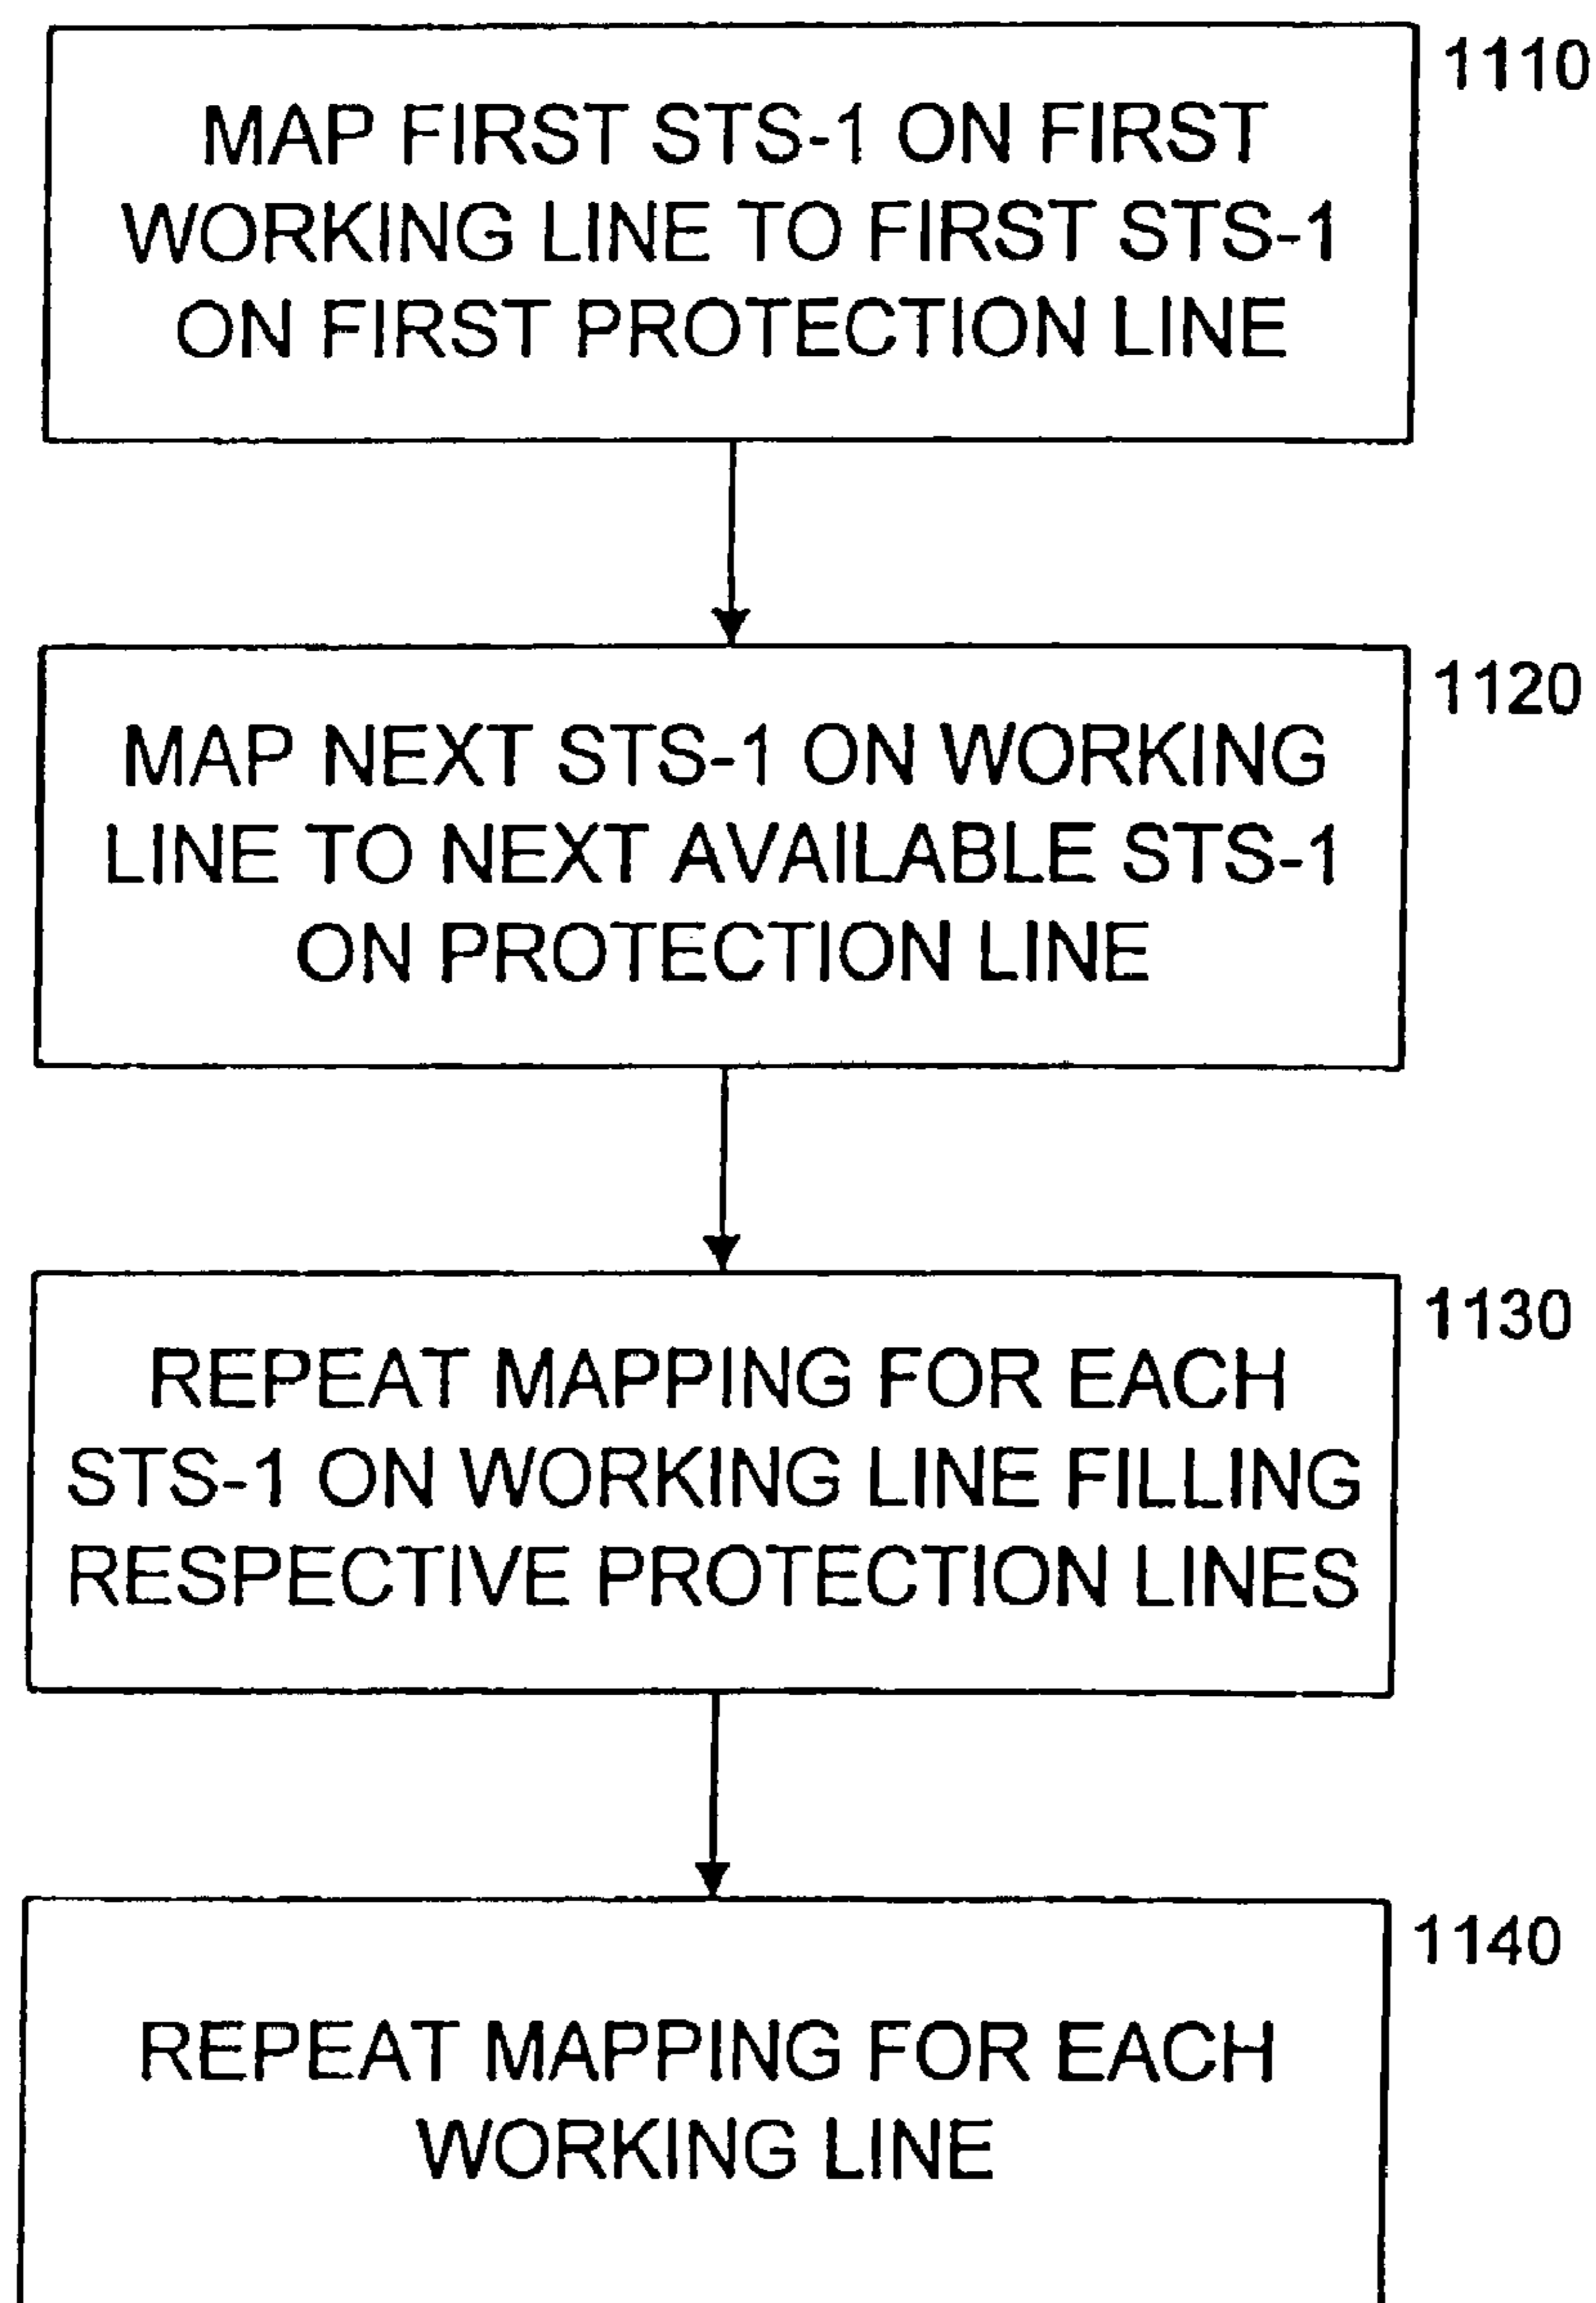 1110
MAP FIRST STS-1 ON FIRST
WORKING LINE TO FIRST STS-1
ON FIRST PROTECTION LINE
1120
MAP NEXT STS-1 ON WORKING
LINE TO NEXT AVAILABLE STS-1
ON PROTECTION LINE
1130
REPEAT MAPPING FOR EACH
STS-1 ON WORKING LINE FILLING
RESPECTIVE PROTECTION LINES
1140
REPEAT MAPPING FOR EACH
WORKING LINE